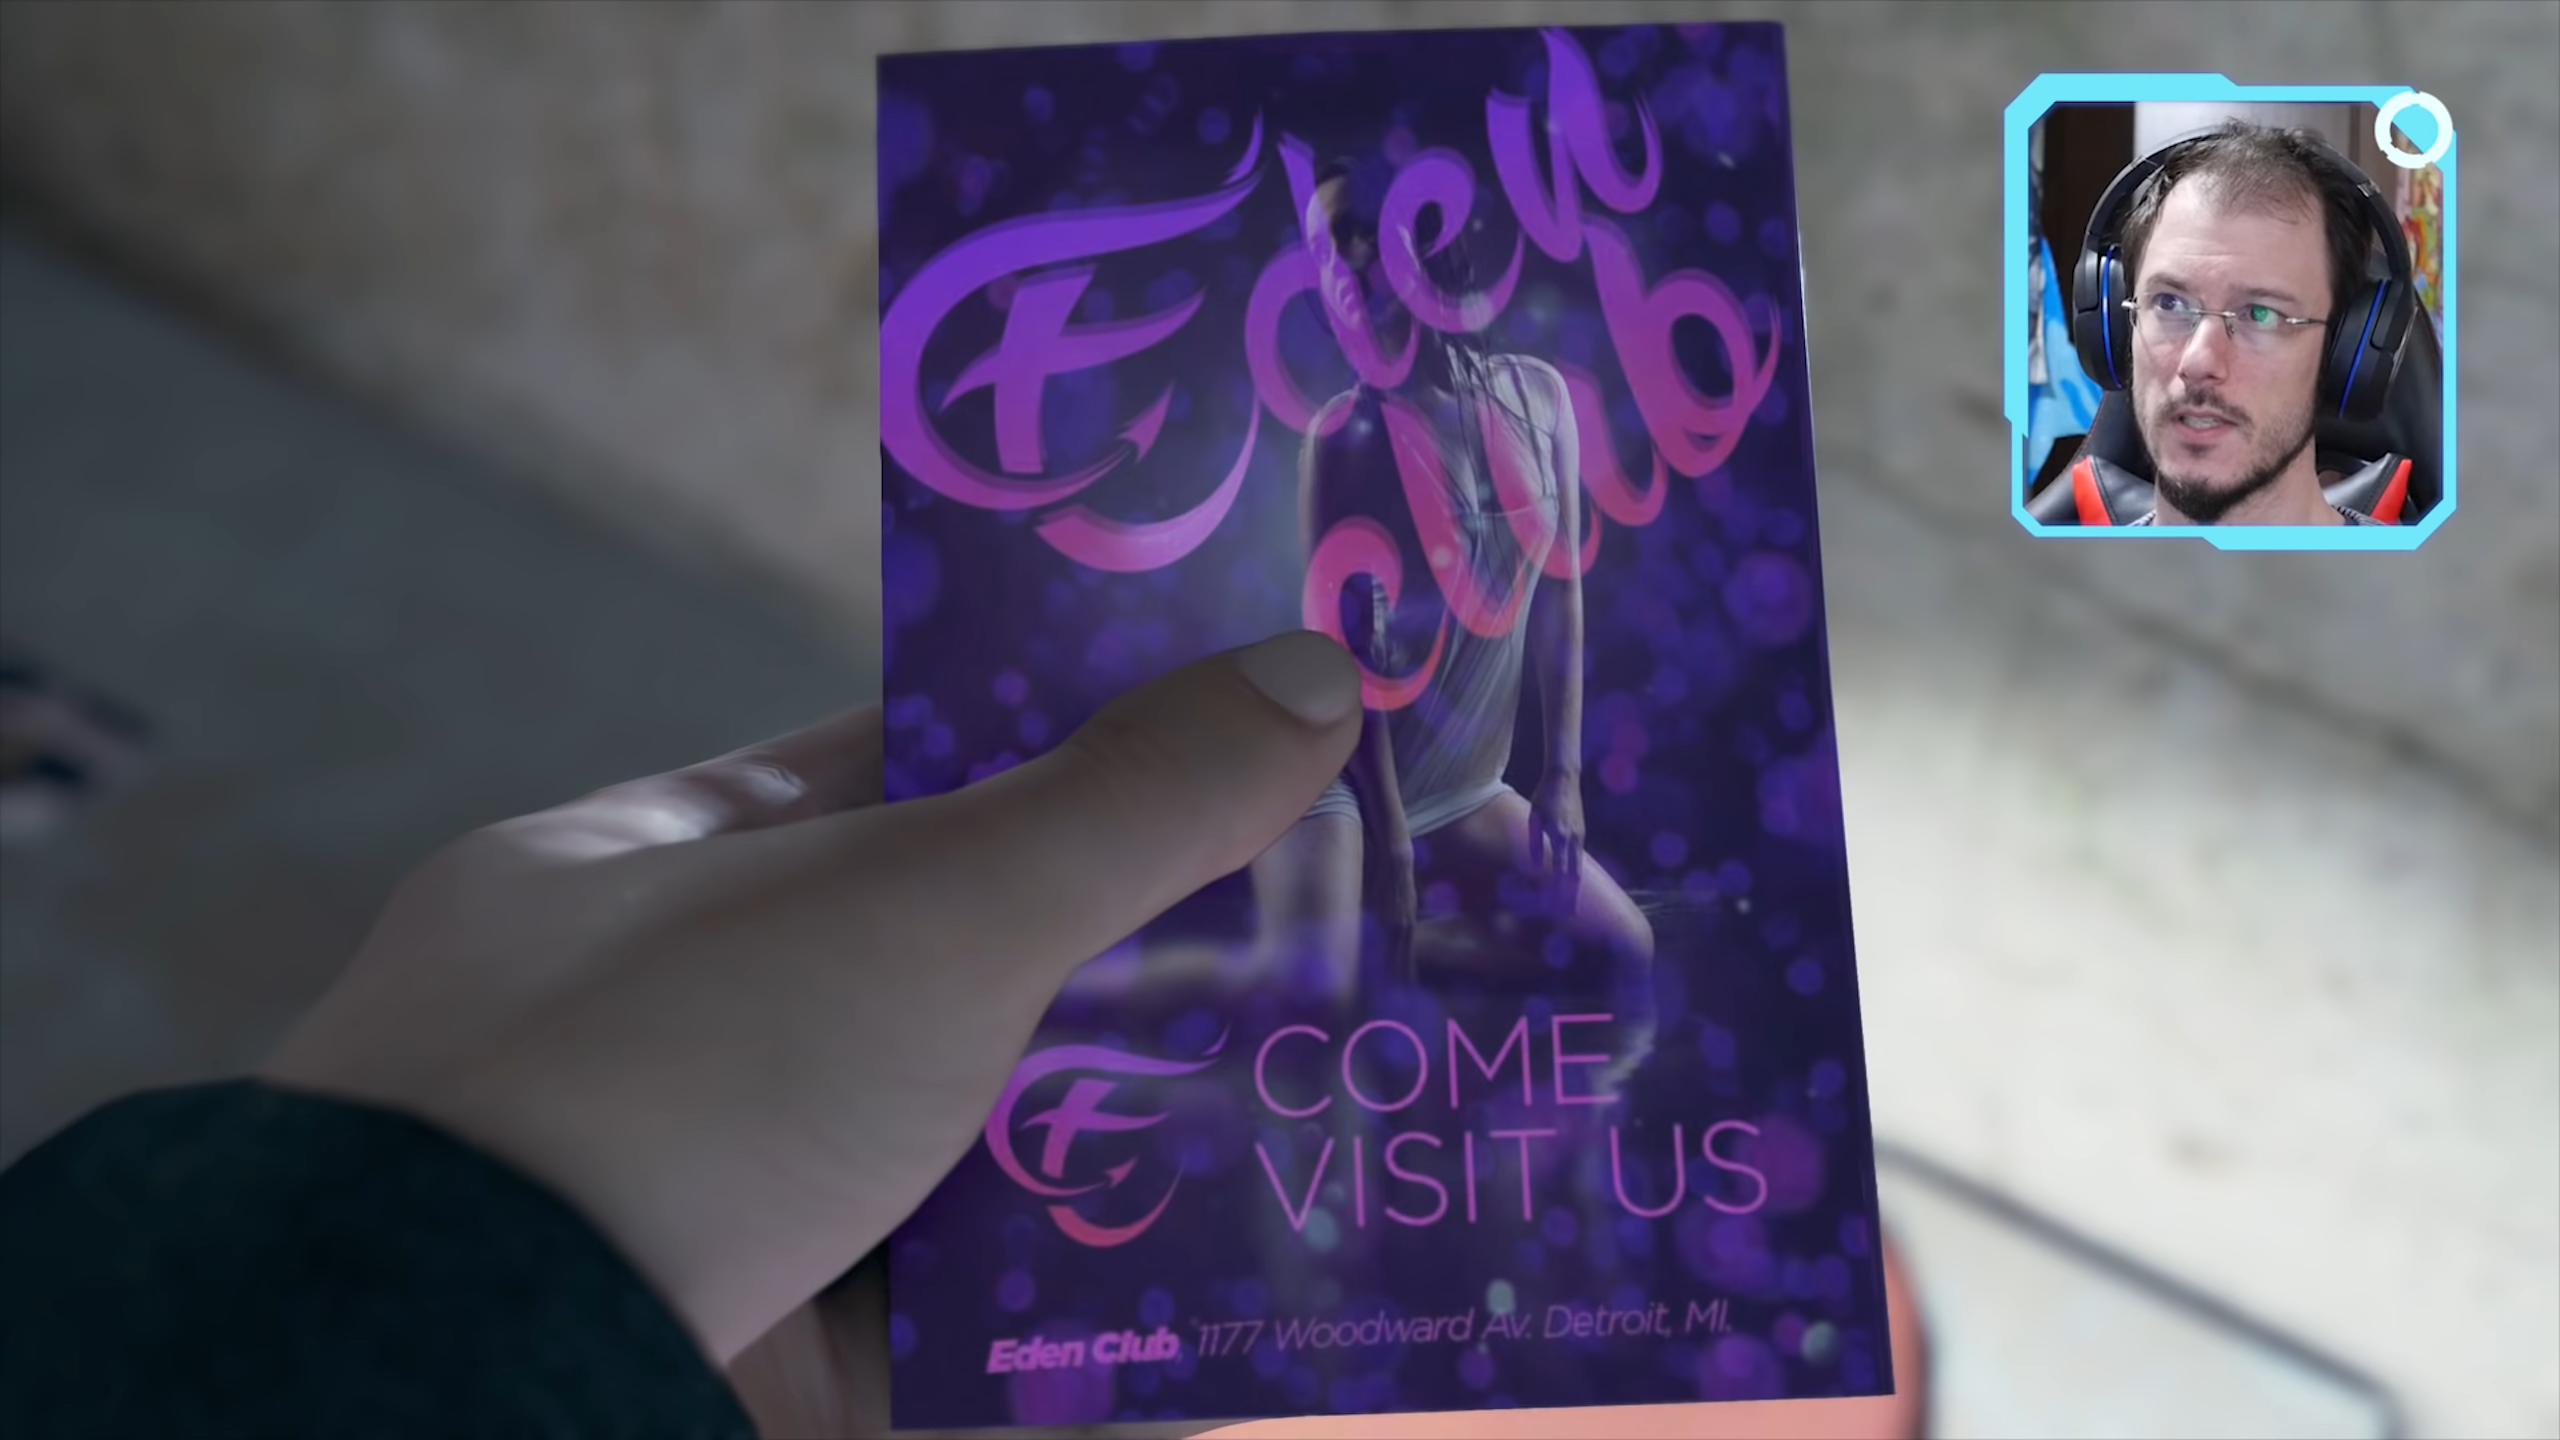 Eden
club
COME
VISIT US
Eden Club, 1177 Woodward Av. Detroit, MI.